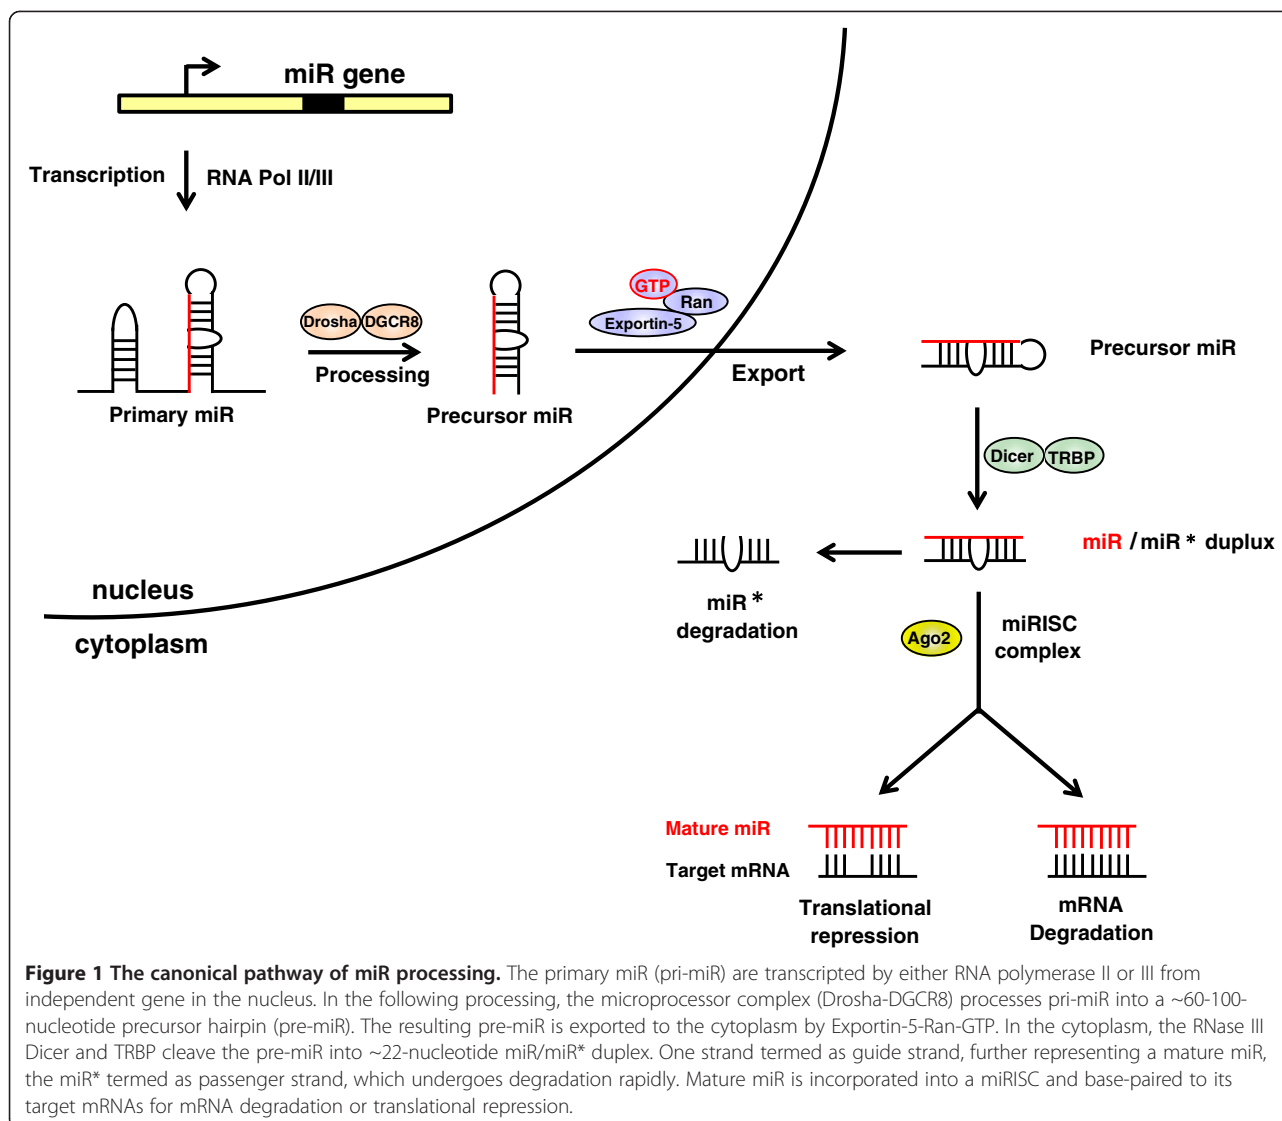 miR gene
Transcription
RNA Pol II/III
GTP
Ran
Exportin-5
Drosha
DGCR8
Processing
Export
Primary miR
Precursor miR
Precursor miR
Dicer
TRBP
miR / miR * duplux
miR *
degradation
nucleus
cytoplasm
Ago2
miRISC
complex
Mature miR
Target mRNA
Translational
repression
mRNA
Degradation
Figure 1 The canonical pathway of miR processing. The primary miR (pri-miR) are transcripted by either RNA polymerase II or III from
independent gene in the nucleus. In the following processing, the microprocessor complex (Drosha-DGCR8) processes pri-miR into a ~60-100-
nucleotide precursor hairpin (pre-miR). The resulting pre-miR is exported to the cytoplasm by Exportin-5-Ran-GTP. In the cytoplasm, the RNase III
Dicer and TRBP cleave the pre-miR into ~22-nucleotide miR/miR* duplex. One strand termed as guide strand, further representing a mature miR,
the miR* termed as passenger strand, which undergoes degradation rapidly. Mature miR is incorporated into a miRISC and base-paired to its
target mRNAs for mRNA degradation or translational repression.